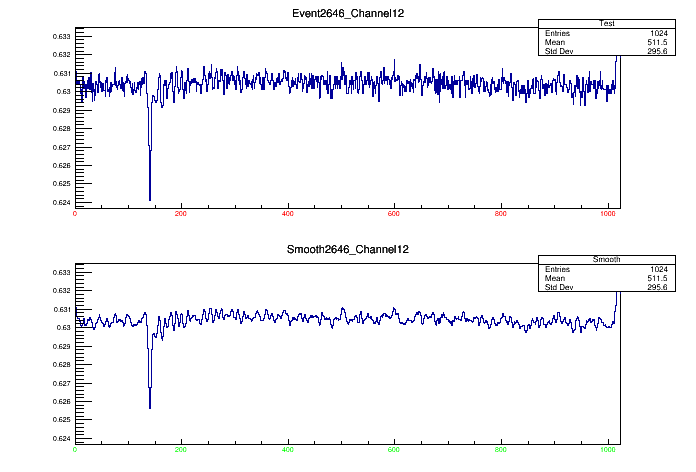 Event2646_Channel12
Test
Entries 1024
Mean 511.5
Std Dev 295.6
0.633
0.632
0.631
0.63
0.629
0.628
0.627
0.626
0.625
0.624
0 200 400 600 800 1000
Smooth2646_Channel12
Smooth
Entries 1024
Mean 511.5
Std Dev 295.6
0.633
0.632
0.631
0.63
0.629
0.628
0.627
0.626
0.625
0.624
0 200 400 600 800 1000